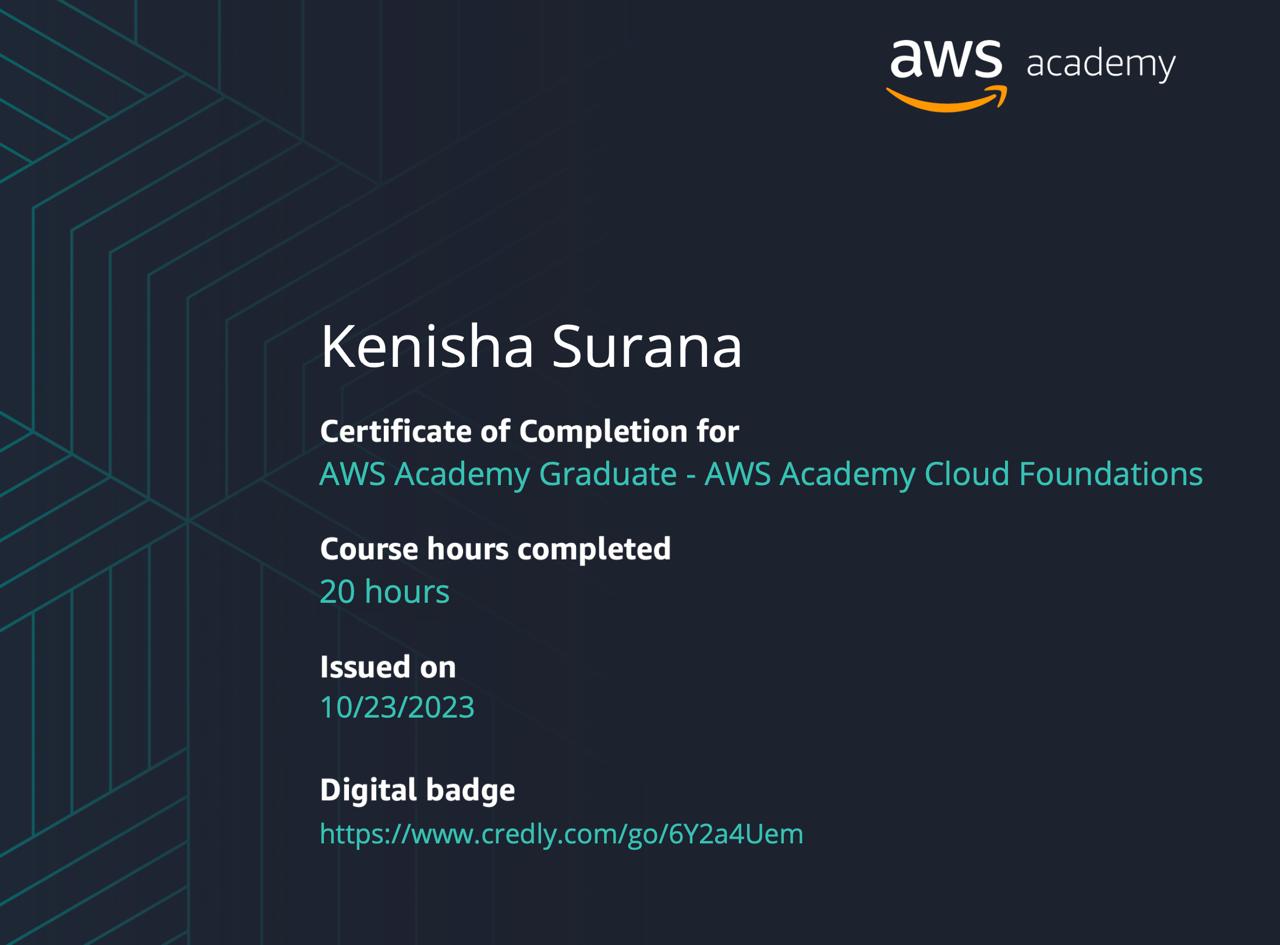 aws academy
Kenisha Surana
Certificate of Completion for
AWS Academy Graduate - AWS Academy Cloud Foundations
Course hours completed
20 hours
Issued on
10/23/2023
Digital badge
https://www.credly.com/go/6Y2a4Uem